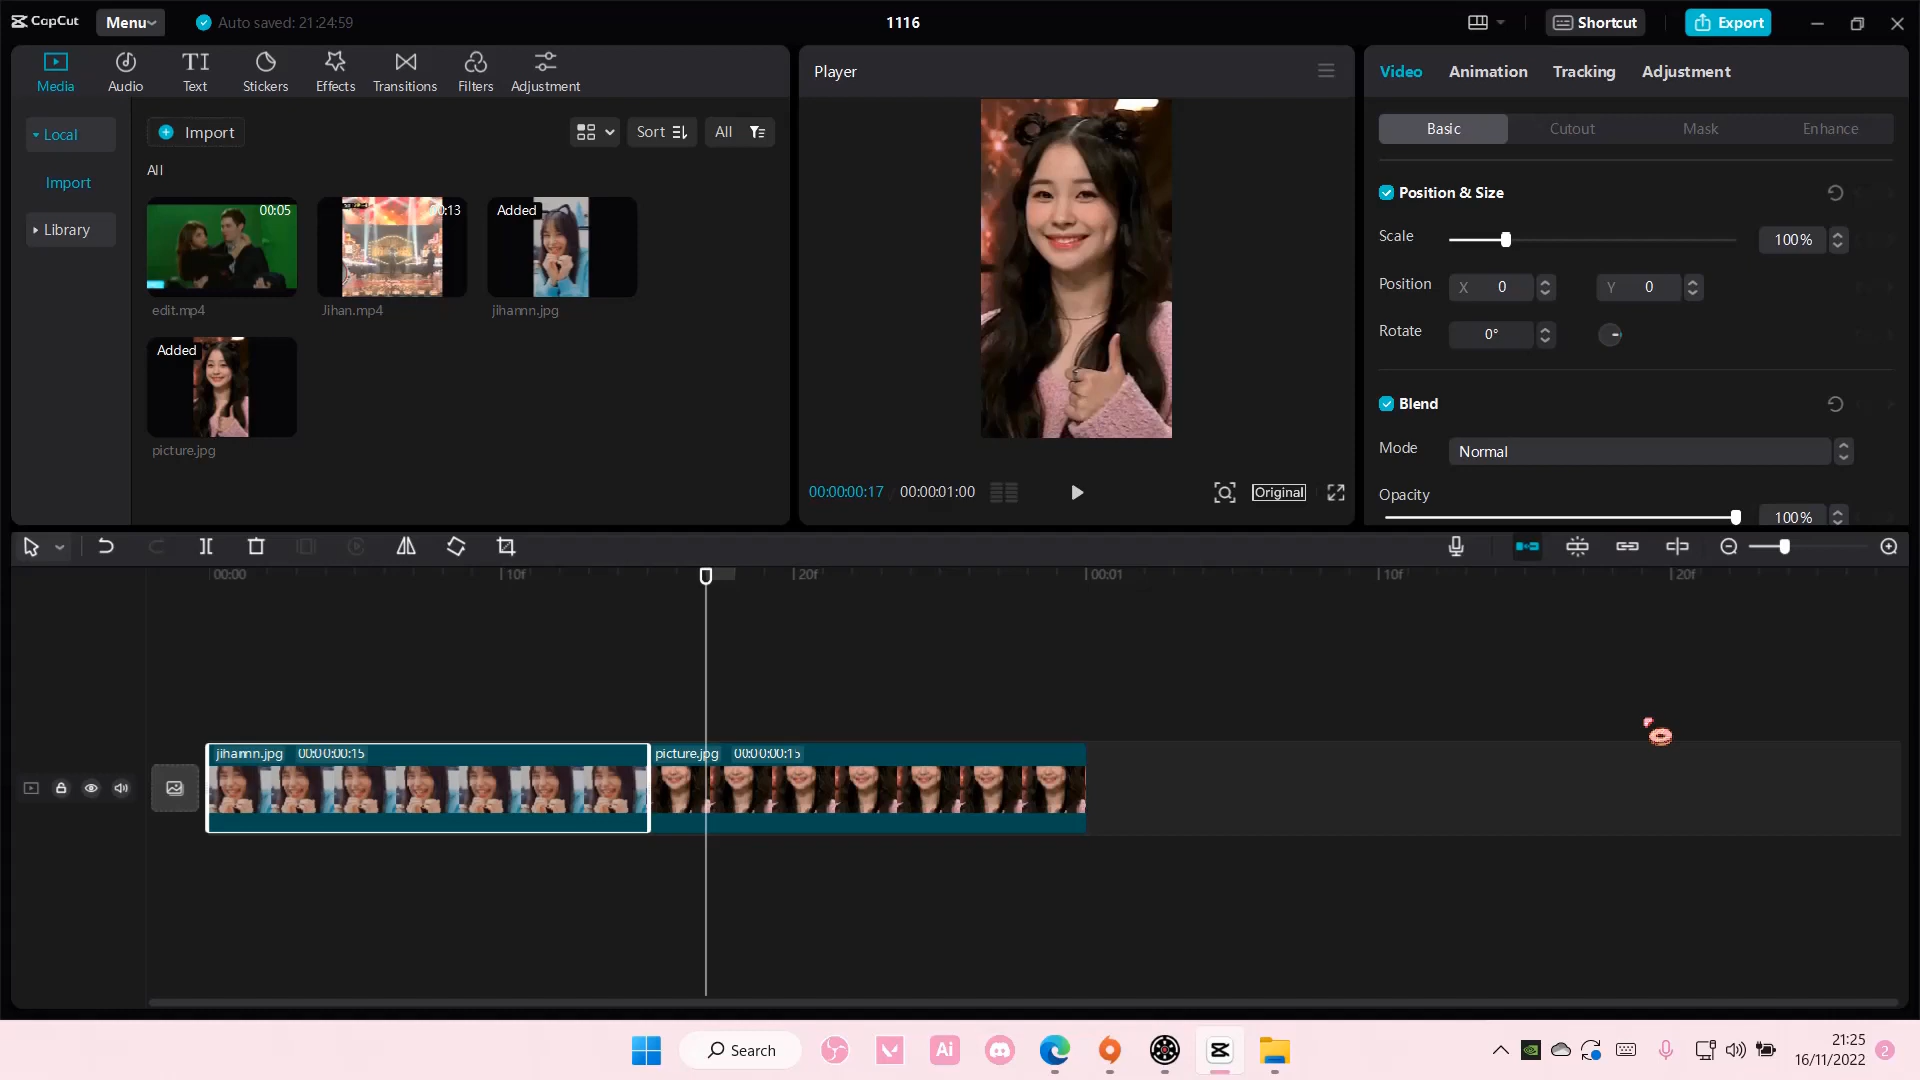 CapCut
Menu
Auto saved: 21:24:59
1116
Shortcut
Export
Media
Audio
Text
Stickers
Effects
Transitions
Filters
Adjustment
Local
Import
Library
Import
Sort
All
All
00:05
edit.mp4
Jihan.mp4
Added
jihannn.jpg
Added
picture.jpg
Player
00:00:00:17
00:00:01:00
Original
Video
Animation
Tracking
Adjustment
Basic
Cutout
Mask
Enhance
Position & Size
Scale
100%
Position
X 0
Y 0
Rotate
0°
Blend
Mode
Normal
Opacity
100%
00:00
10f
20f
00:01
10f
20f
jihannn.jpg 00:00:00:15
picture.jpg 00:00:00:15
Search
Ai
21:25
16/11/2022
2